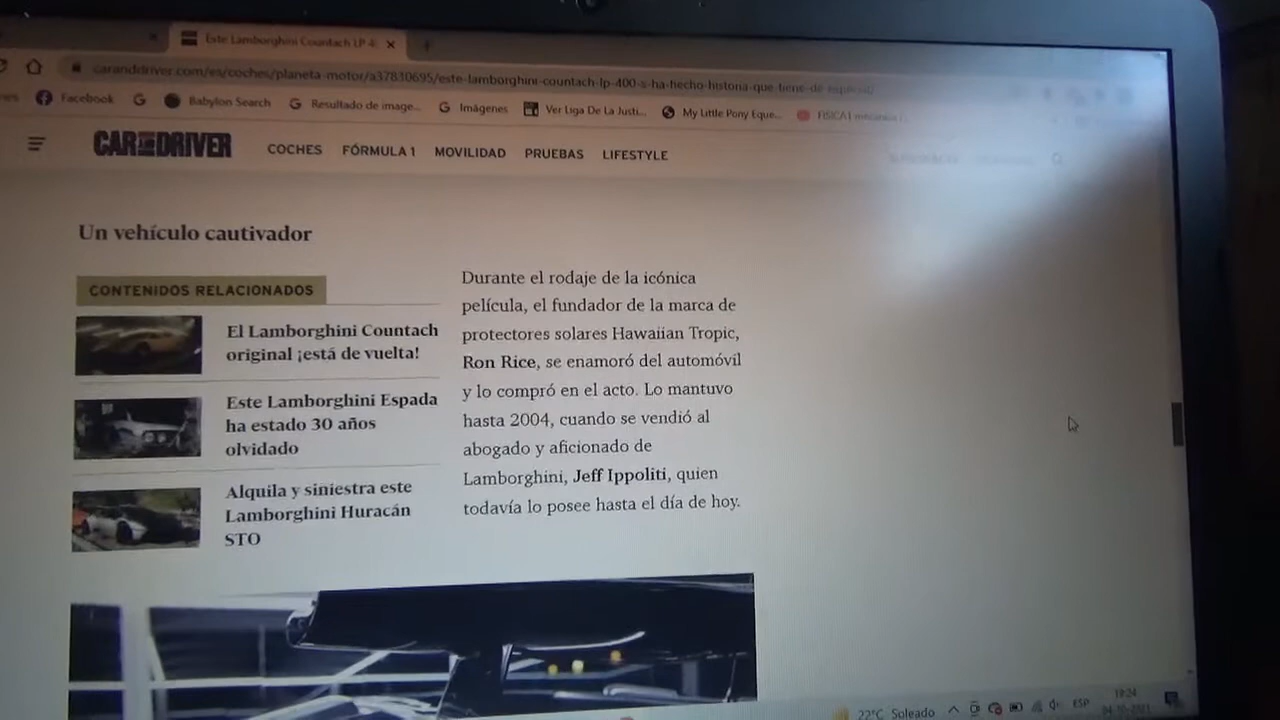 Este Lamborghini Countach LP 4
caranddriver.com/es/coches/planeta-motor/a37830695/este-lamborghini-countach-lp-400-s-ha-hecho-historia-que-tiene-de-especial/
Facebook
Babylon Search
Resultado de image...
Imágenes
Ver Liga De La Justi...
My Little Pony Eque...
FISICA I
CAR AND DRIVER
COCHES
FÓRMULA 1
MOVILIDAD
PRUEBAS
LIFESTYLE
Un vehículo cautivador
CONTENIDOS RELACIONADOS
El Lamborghini Countach
original ¡está de vuelta!
Este Lamborghini Espada
ha estado 30 años
olvidado
Alquila y siniestra este
Lamborghini Huracán
STO
Durante el rodaje de la icónica
película, el fundador de la marca de
protectores solares Hawaiian Tropic,
Ron Rice, se enamoró del automóvil
y lo compró en el acto. Lo mantuvo
hasta 2004, cuando se vendió al
abogado y aficionado de
Lamborghini, Jeff Ippoliti, quien
todavía lo posee hasta el día de hoy.
22°C Soleado
ESP
19:24